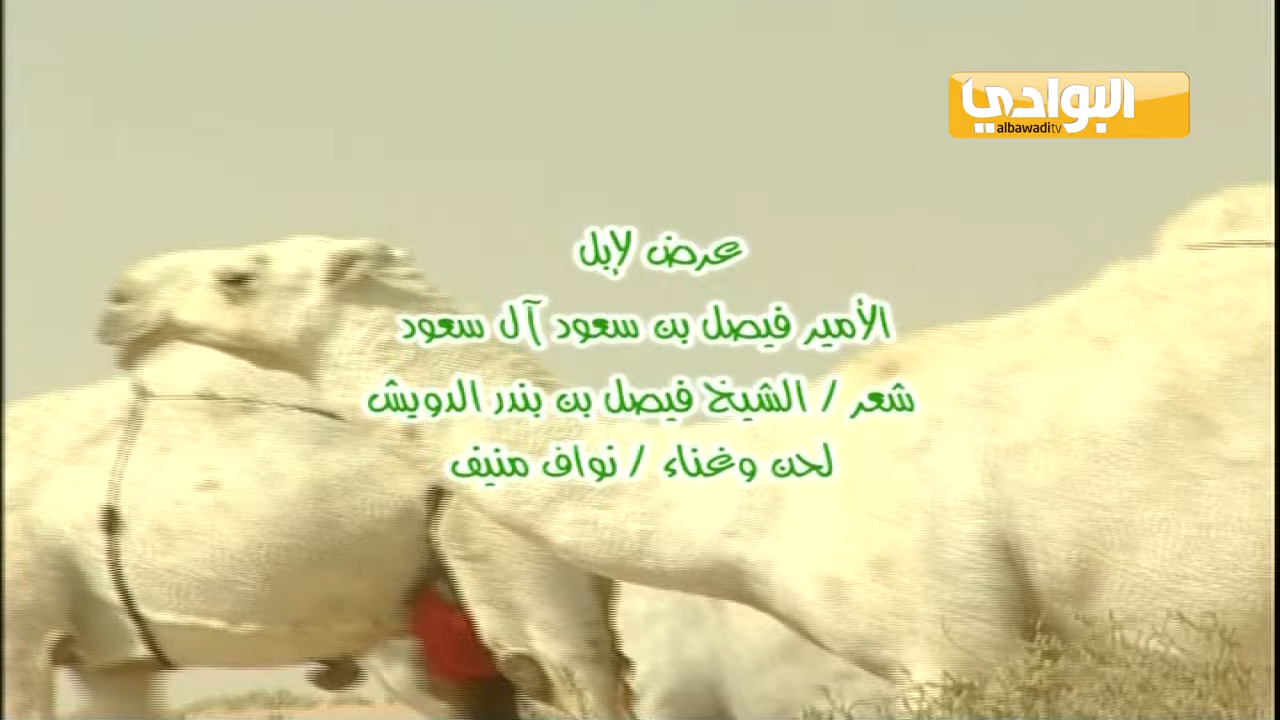 البوادي
albawaditv
عرض لإبل
الأمير فيصل بن سعود آل سعود
شعر / الشيخ فيصل بن بندر الدويش
لحن وغناء / نواف منيف